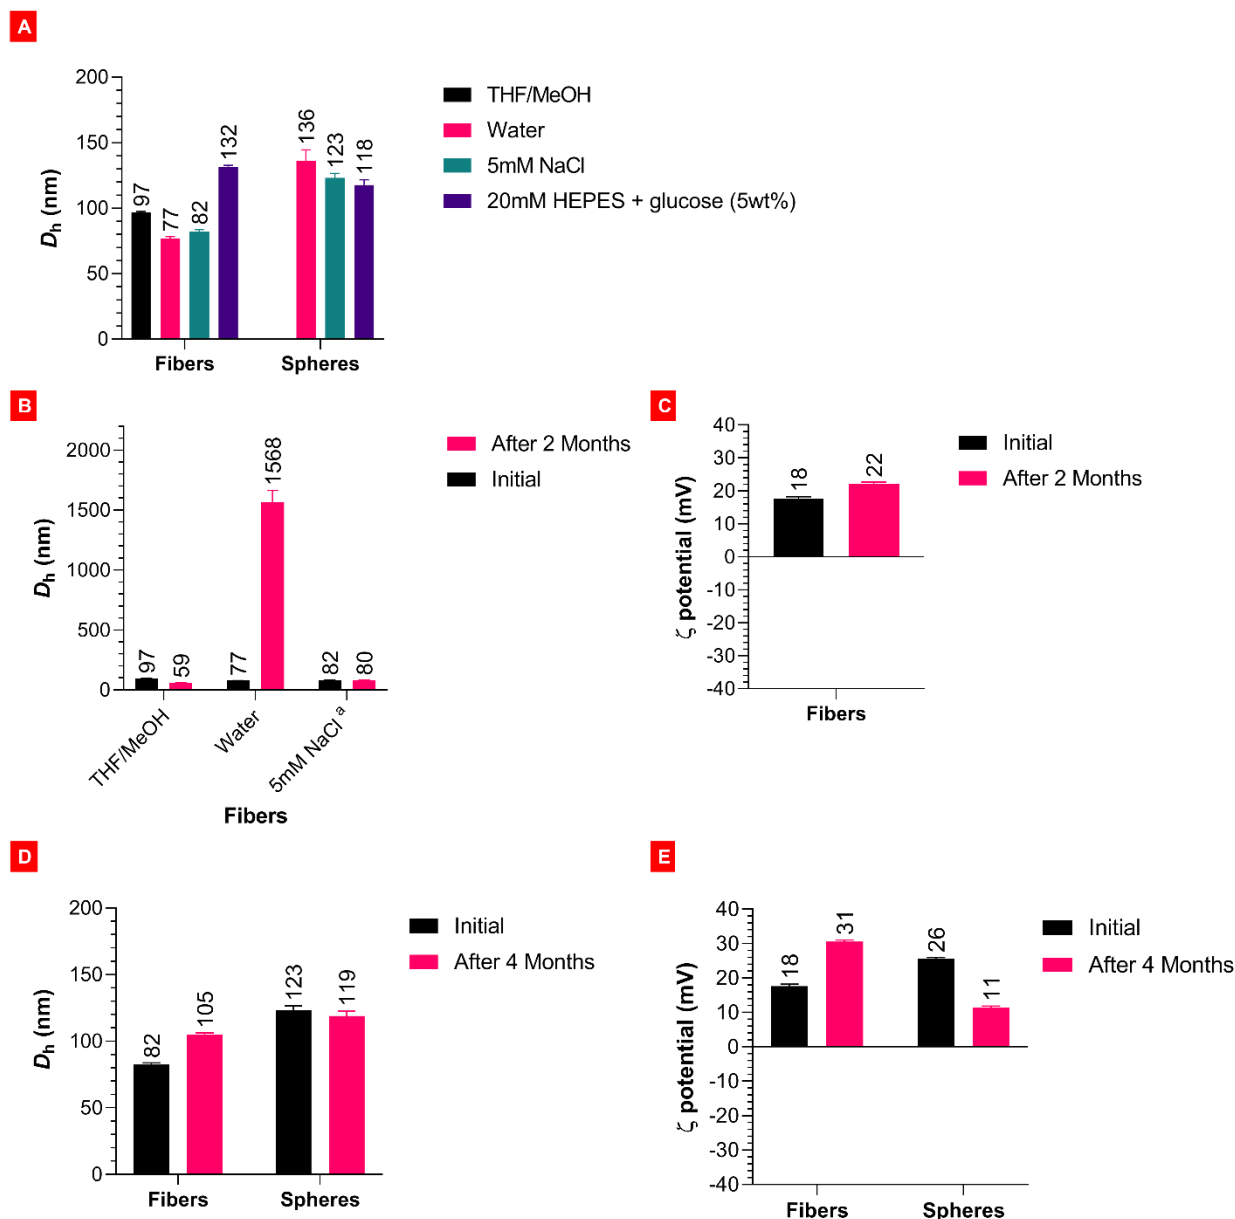 A
200
150
100
50
0
D h (nm)
97
77
82
132
136
123
118
Fibers
Spheres
THF/MeOH
Water
5mM NaCl
20mM HEPES + glucose (5wt%)
B
2000
1500
1000
500
0
D h (nm)
97
59
77
1568
82
80
THF/MeOH
Water
5mM NaCl a
Fibers
After 2 Months
Initial
C
40
30
20
10
0
-10
-20
-30
-40
ζ potential (mV)
18
22
Fibers
Initial
After 2 Months
D
200
150
100
50
0
D h (nm)
82
105
123
119
Fibers
Spheres
Initial
After 4 Months
E
40
30
20
10
0
-10
-20
-30
-40
ζ potential (mV)
18
31
26
11
Fibers
Spheres
Initial
After 4 Months